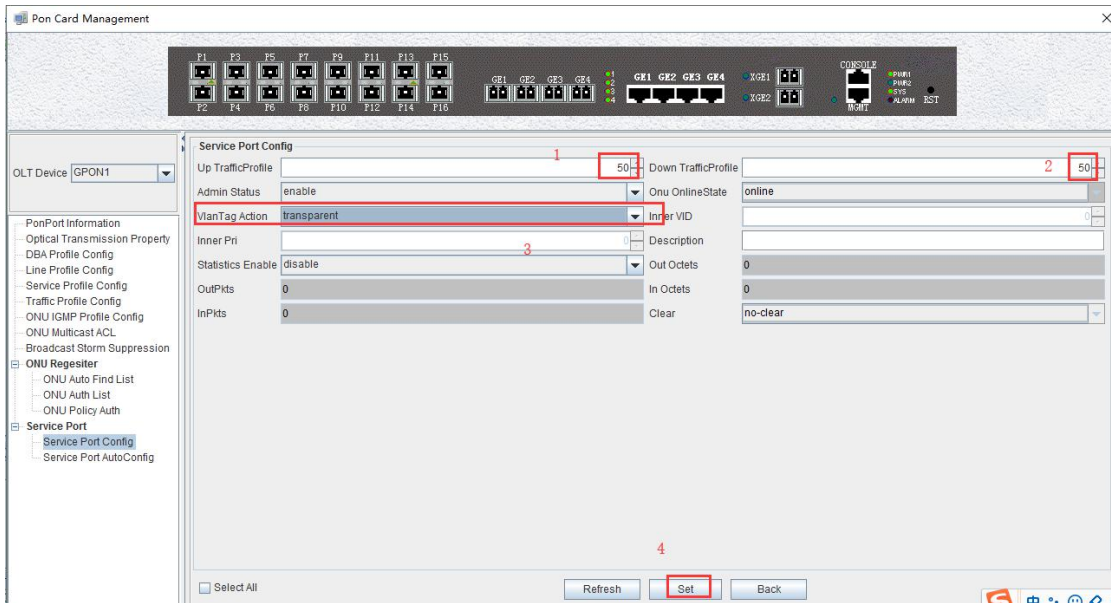 Pon Card Management
P1 P3 P5 P7 P9 P11 P13 P15
CONSOLE
GE1 GE2 GE3 GE4
1
2
3
4
GE1 GE2 GE3 GE4
XGE1
PWR1
PWR2
SYS
ALARM
RST
P2 P4 P6 P8 P10 P12 P14 P16
XGE2
MGMT
OLT Device GPON1
PonPort Information
Optical Transmission Property
DBA Profile Config
Line Profile Config
Service Profile Config
Traffic Profile Config
ONU IGMP Profile Config
ONU Multicast ACL
Broadcast Storm Suppression
ONU Regesiter
ONU Auto Find List
ONU Auth List
ONU Policy Auth
Service Port
Service Port Config
Service Port AutoConfig
Service Port Config
1
Up TrafficProfile 50 Down TrafficProfile 2 50
Admin Status enable Onu OnlineState online
VlanTag Action transparent Inner VID 0
Inner Pri 0 Description
3
Statistics Enable disable Out Octets 0
OutPkts 0 In Octets 0
InPkts 0 Clear no-clear
4
Select All Refresh Set Back
S 中